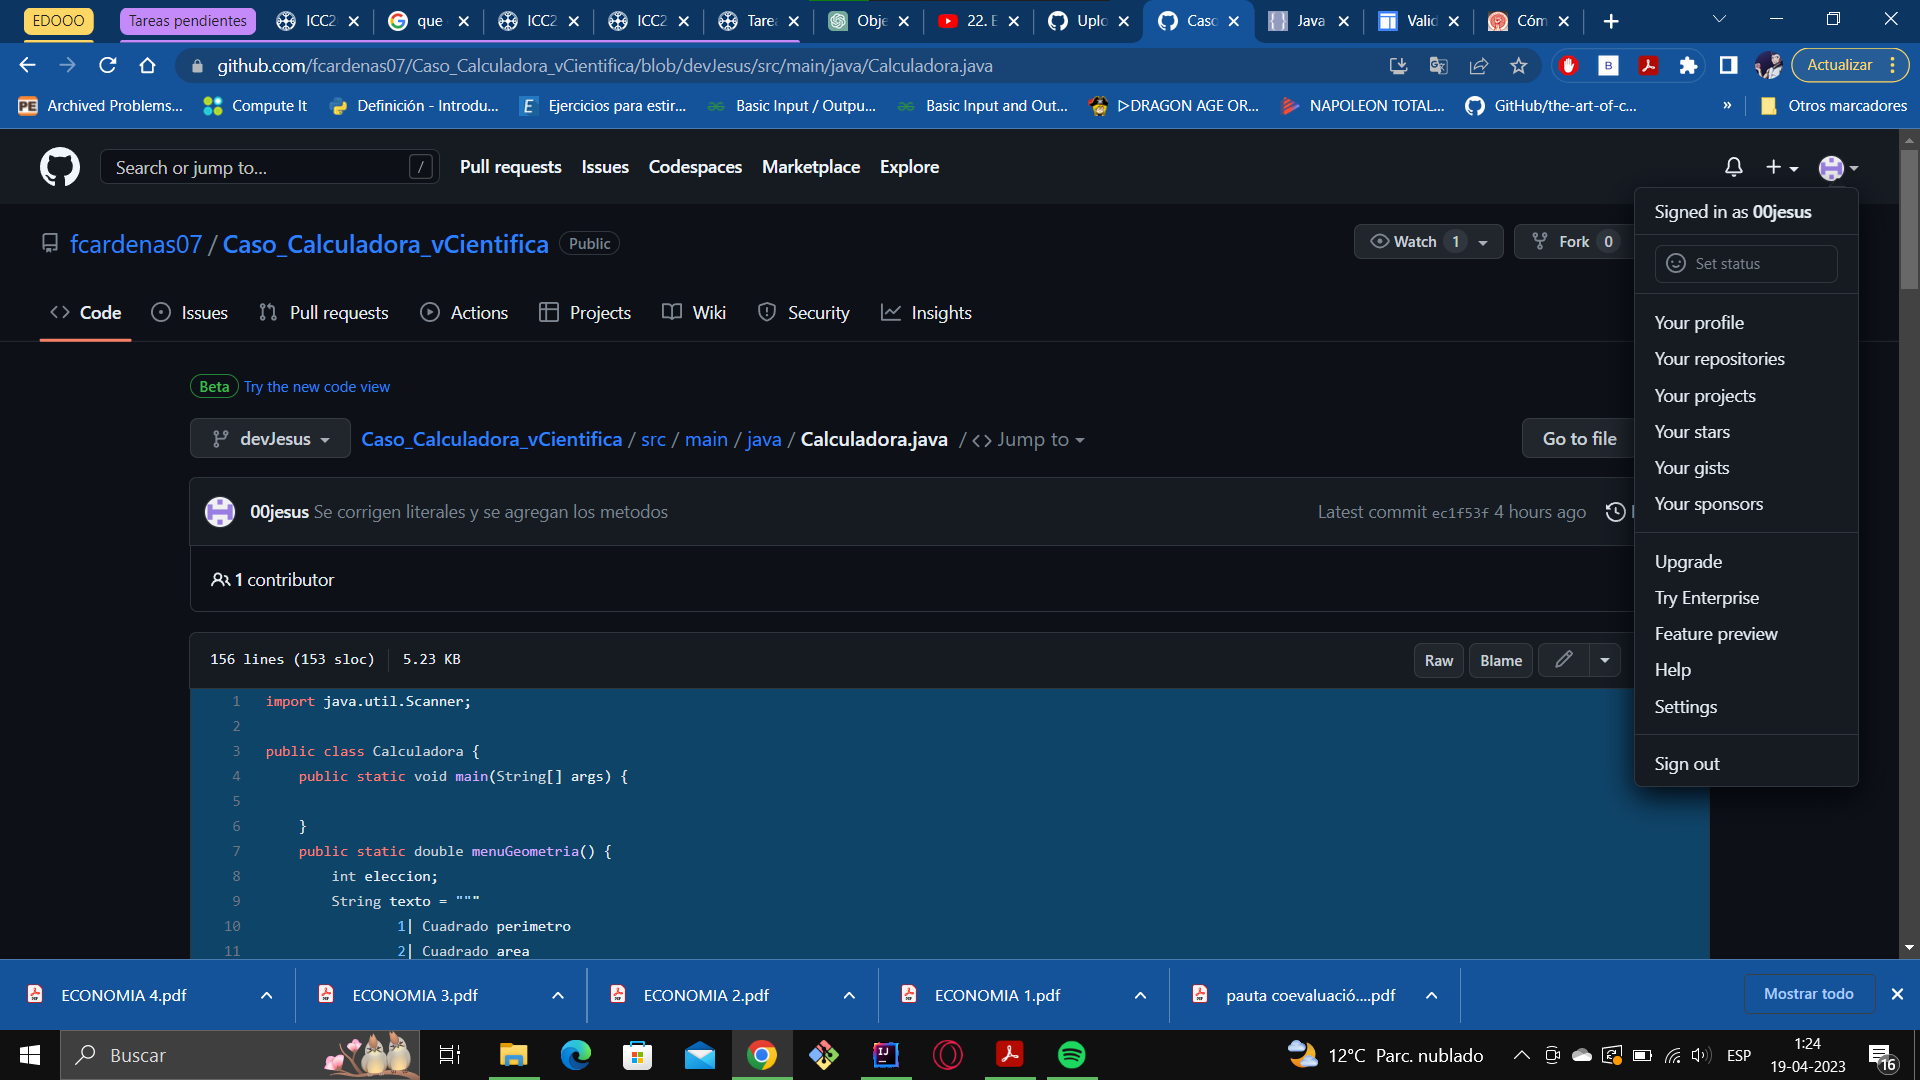 EDOOO
Tareas pendientes
ICC2
que
ICC2
ICC2
Tarea
Obje
22. E
Uplo
Caso
Java
Valid
Cóm
github.com/fcardenas07/Caso_Calculadora_vCientifica/blob/devJesus/src/main/java/Calculadora.java
Actualizar
Archived Problems...
Compute It
Definición - Introdu...
Ejercicios para estir...
Basic Input / Outpu...
Basic Input and Out...
ᐅDRAGON AGE OR...
NAPOLEON TOTAL...
GitHub/the-art-of-c...
»
Otros marcadores
Search or jump to...
/
Pull requests
Issues
Codespaces
Marketplace
Explore
Signed in as 00jesus
Set status
Your profile
Your repositories
Your projects
Your stars
Your gists
Your sponsors
Upgrade
Try Enterprise
Feature preview
Help
Settings
Sign out
fcardenas07 / Caso_Calculadora_vCientifica
Public
Watch 1
Fork 0
Code
Issues
Pull requests
Actions
Projects
Wiki
Security
Insights
Beta Try the new code view
devJesus
Caso_Calculadora_vCientifica / src / main / java / Calculadora.java / <> Jump to
Go to file
00jesus Se corrigen literales y se agregan los metodos
Latest commit ec1f53f 4 hours ago
1 contributor
156 lines (153 sloc)
5.23 KB
Raw
Blame
1 import java.util.Scanner;
2
3 public class Calculadora {
4 public static void main(String[] args) {
5
6 }
7 public static double menuGeometria() {
8 int eleccion;
9 String texto = """
10 1| Cuadrado perimetro
11 2| Cuadrado area
ECONOMIA 4.pdf
ECONOMIA 3.pdf
ECONOMIA 2.pdf
ECONOMIA 1.pdf
pauta coevaluació....pdf
Mostrar todo
Buscar
12°C Parc. nublado
ESP
1:24
19-04-2023
16